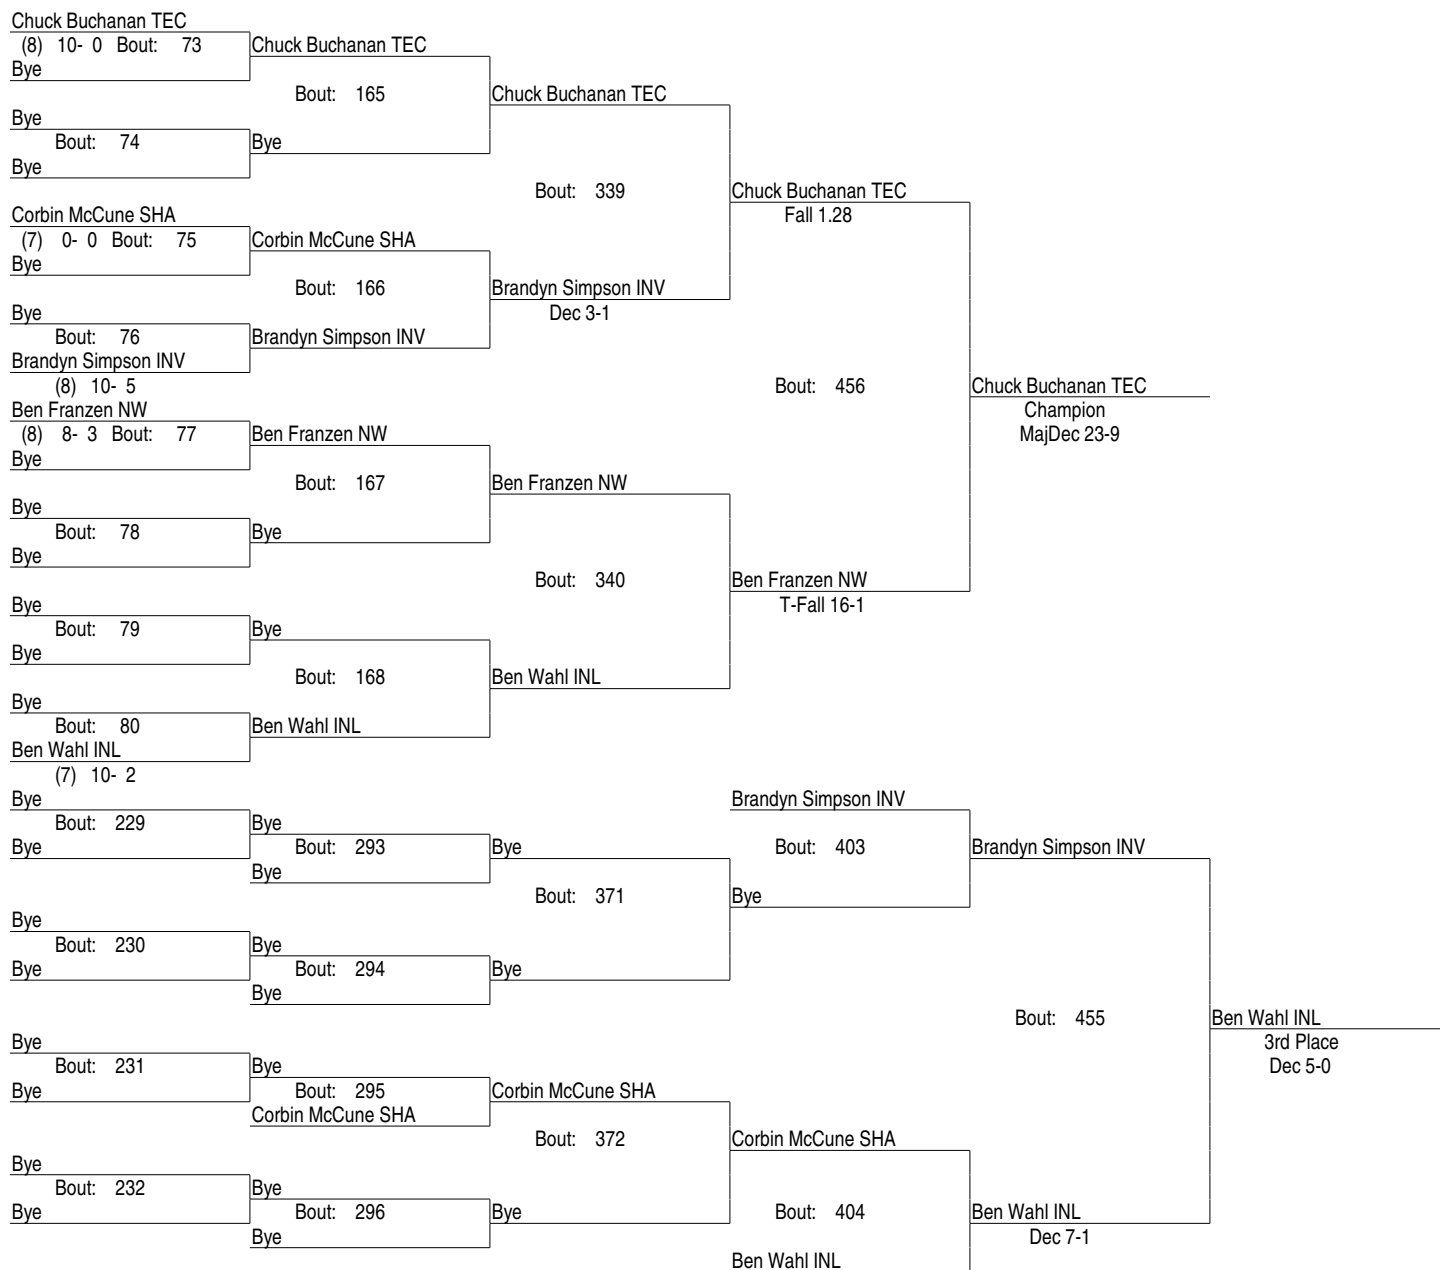 Chuck Buchanan TEC
(8) 10- 0 Bout: 73 Chuck Buchanan TEC
Bye
Bout: 165 Chuck Buchanan TEC
Bye
Bout: 74 Bye
Bye
Bout: 339 Chuck Buchanan TEC
Corbin McCune SHA Fall 1.28
(7) 0- 0 Bout: 75 Corbin McCune SHA
Bye
Bout: 166 Brandyn Simpson INV
Bye Dec 3-1
Bout: 76 Brandyn Simpson INV
Brandyn Simpson INV
(8) 10- 5 Bout: 456 Chuck Buchanan TEC
Ben Franzen NW Champion
(8) 8- 3 Bout: 77 Ben Franzen NW MajDec 23-9
Bye
Bout: 167 Ben Franzen NW
Bye
Bout: 78 Bye
Bye
Bout: 340 Ben Franzen NW
Bye T-Fall 16-1
Bout: 79 Bye
Bye
Bout: 168 Ben Wahl INL
Bye
Bout: 80 Ben Wahl INL
Ben Wahl INL
(7) 10- 2
Bye Brandyn Simpson INV
Bout: 229 Bye
Bye Bout: 293 Bye Bout: 403 Brandyn Simpson INV
Bye
Bout: 371 Bye
Bye
Bout: 230 Bye
Bye Bout: 294 Bye
Bye
Bout: 455 Ben Wahl INL
Bye 3rd Place
Bout: 231 Bye Dec 5-0
Bye Bout: 295 Corbin McCune SHA
Corbin McCune SHA
Bout: 372 Corbin McCune SHA
Bye
Bout: 232 Bye
Bye Bout: 296 Bye Bout: 404 Ben Wahl INL
Bye Dec 7-1
Ben Wahl INL